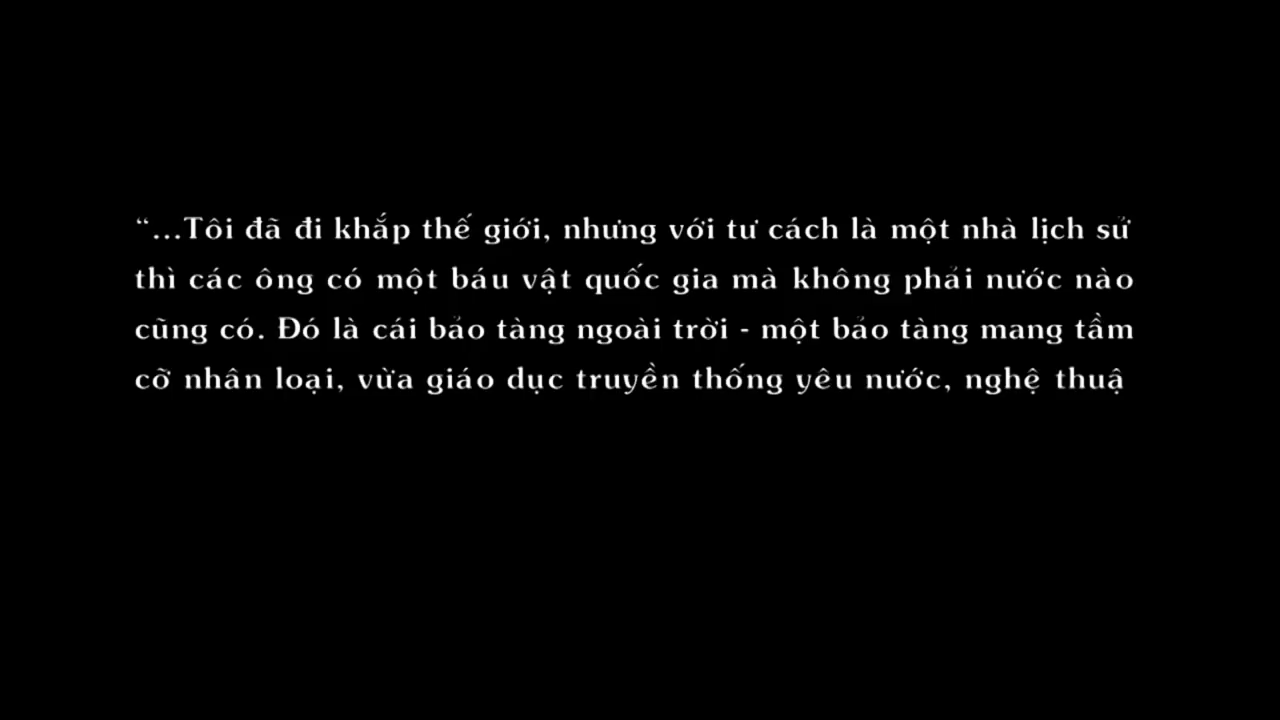 “...Tôi đã đi khắp thế giới, nhưng với tư cách là một nhà lịch sử
thì các ông có một báu vật quốc gia mà không phải nước nào
cũng có. Đó là cái bảo tàng ngoài trời - một bảo tàng mang tầm
cỡ nhân loại, vừa giáo dục truyền thống yêu nước, nghệ thuậ